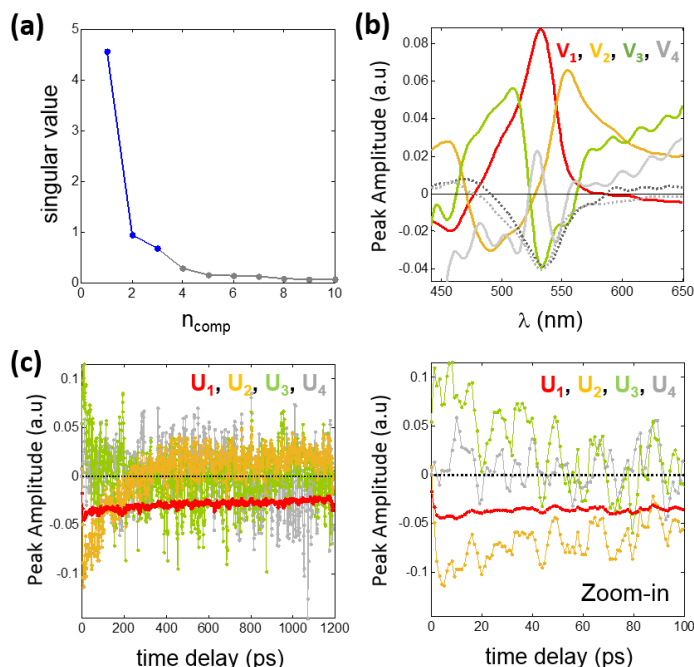 (a)
5
4
3
2
1
0
singular value
0 2 4 6 8 10
n_comp
(b)
V₁, V₂, V₃, V₄
0.08
0.06
0.04
0.02
0
-0.02
-0.04
Peak Amplitude (a.u)
450 500 550 600 650
λ (nm)
(c)
U₁, U₂, U₃, U₄
0.1
0.05
0
-0.05
-0.1
Peak Amplitude (a.u)
0 200 400 600 800 1000 1200
time delay (ps)
U₁, U₂, U₃, U₄
0.1
0.05
0
-0.05
-0.1
Peak Amplitude (a.u)
Zoom-in
0 20 40 60 80 100
time delay (ps)